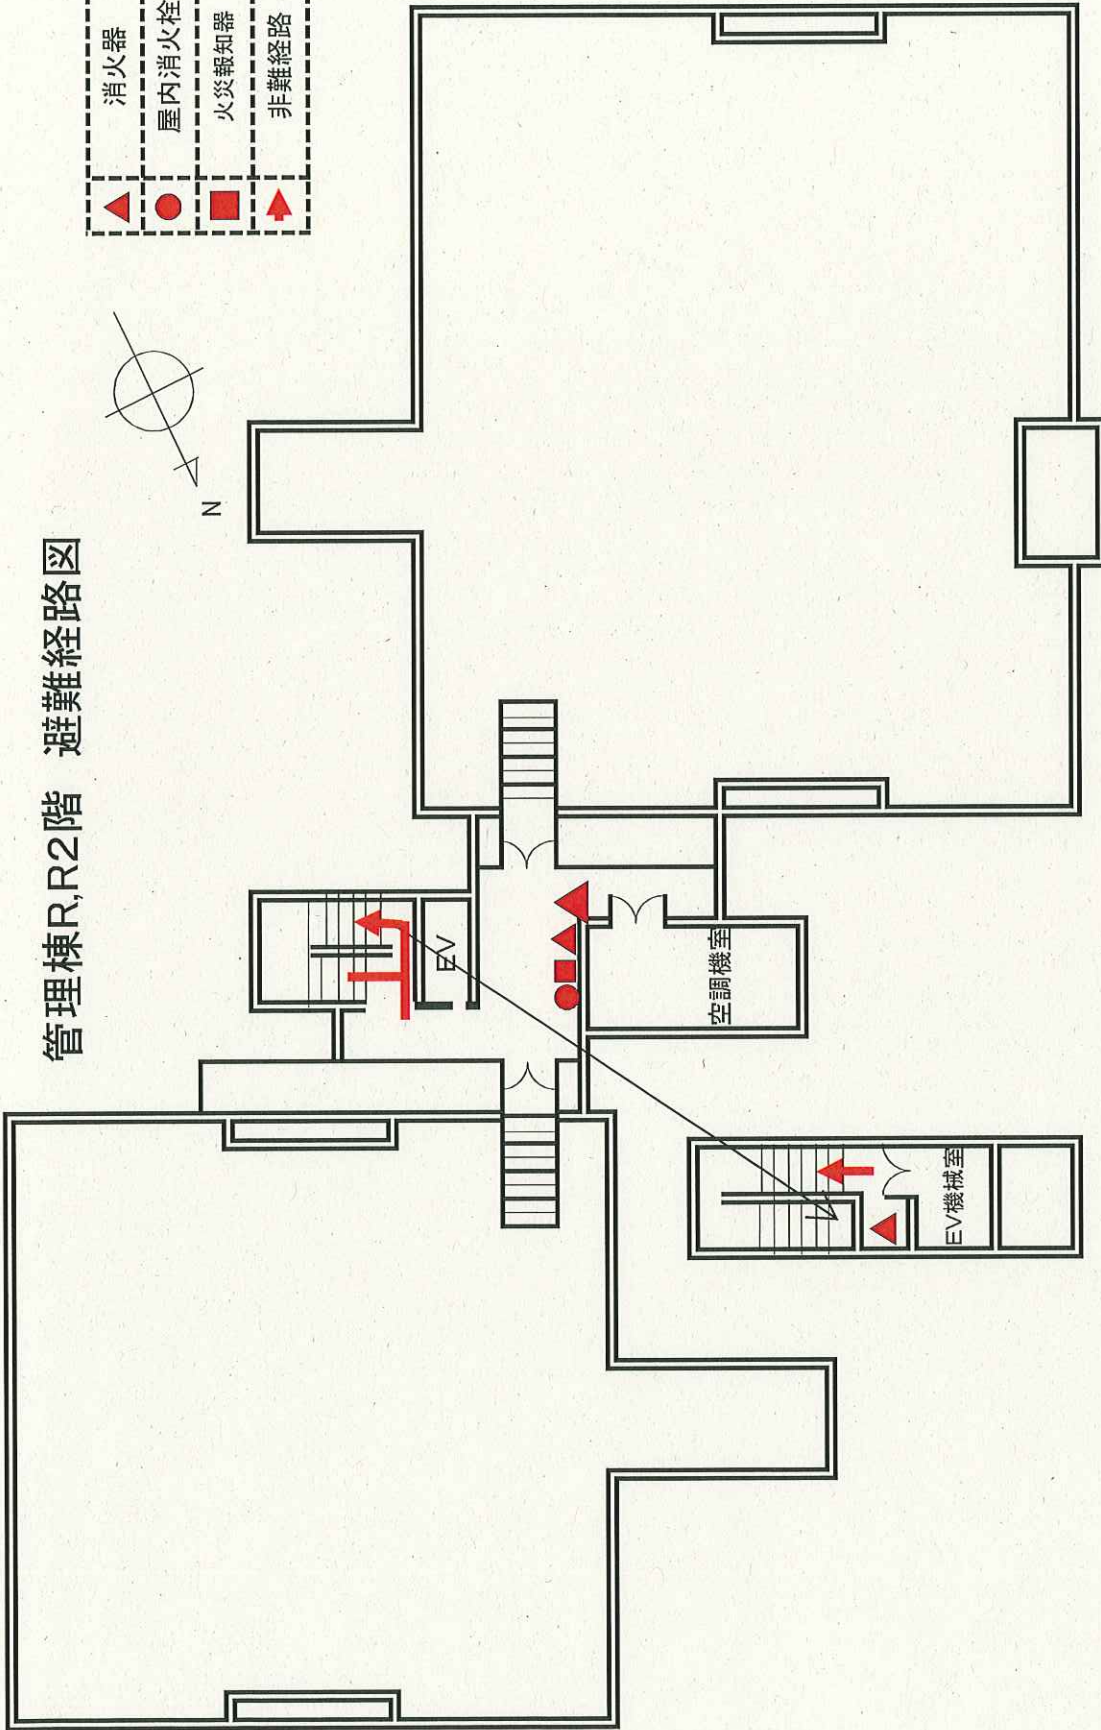 管理棟R,R2階 避難経路図
消火器
屋内消火栓
火災報知器
非難経路
N
EV
空調機室
EV機械室